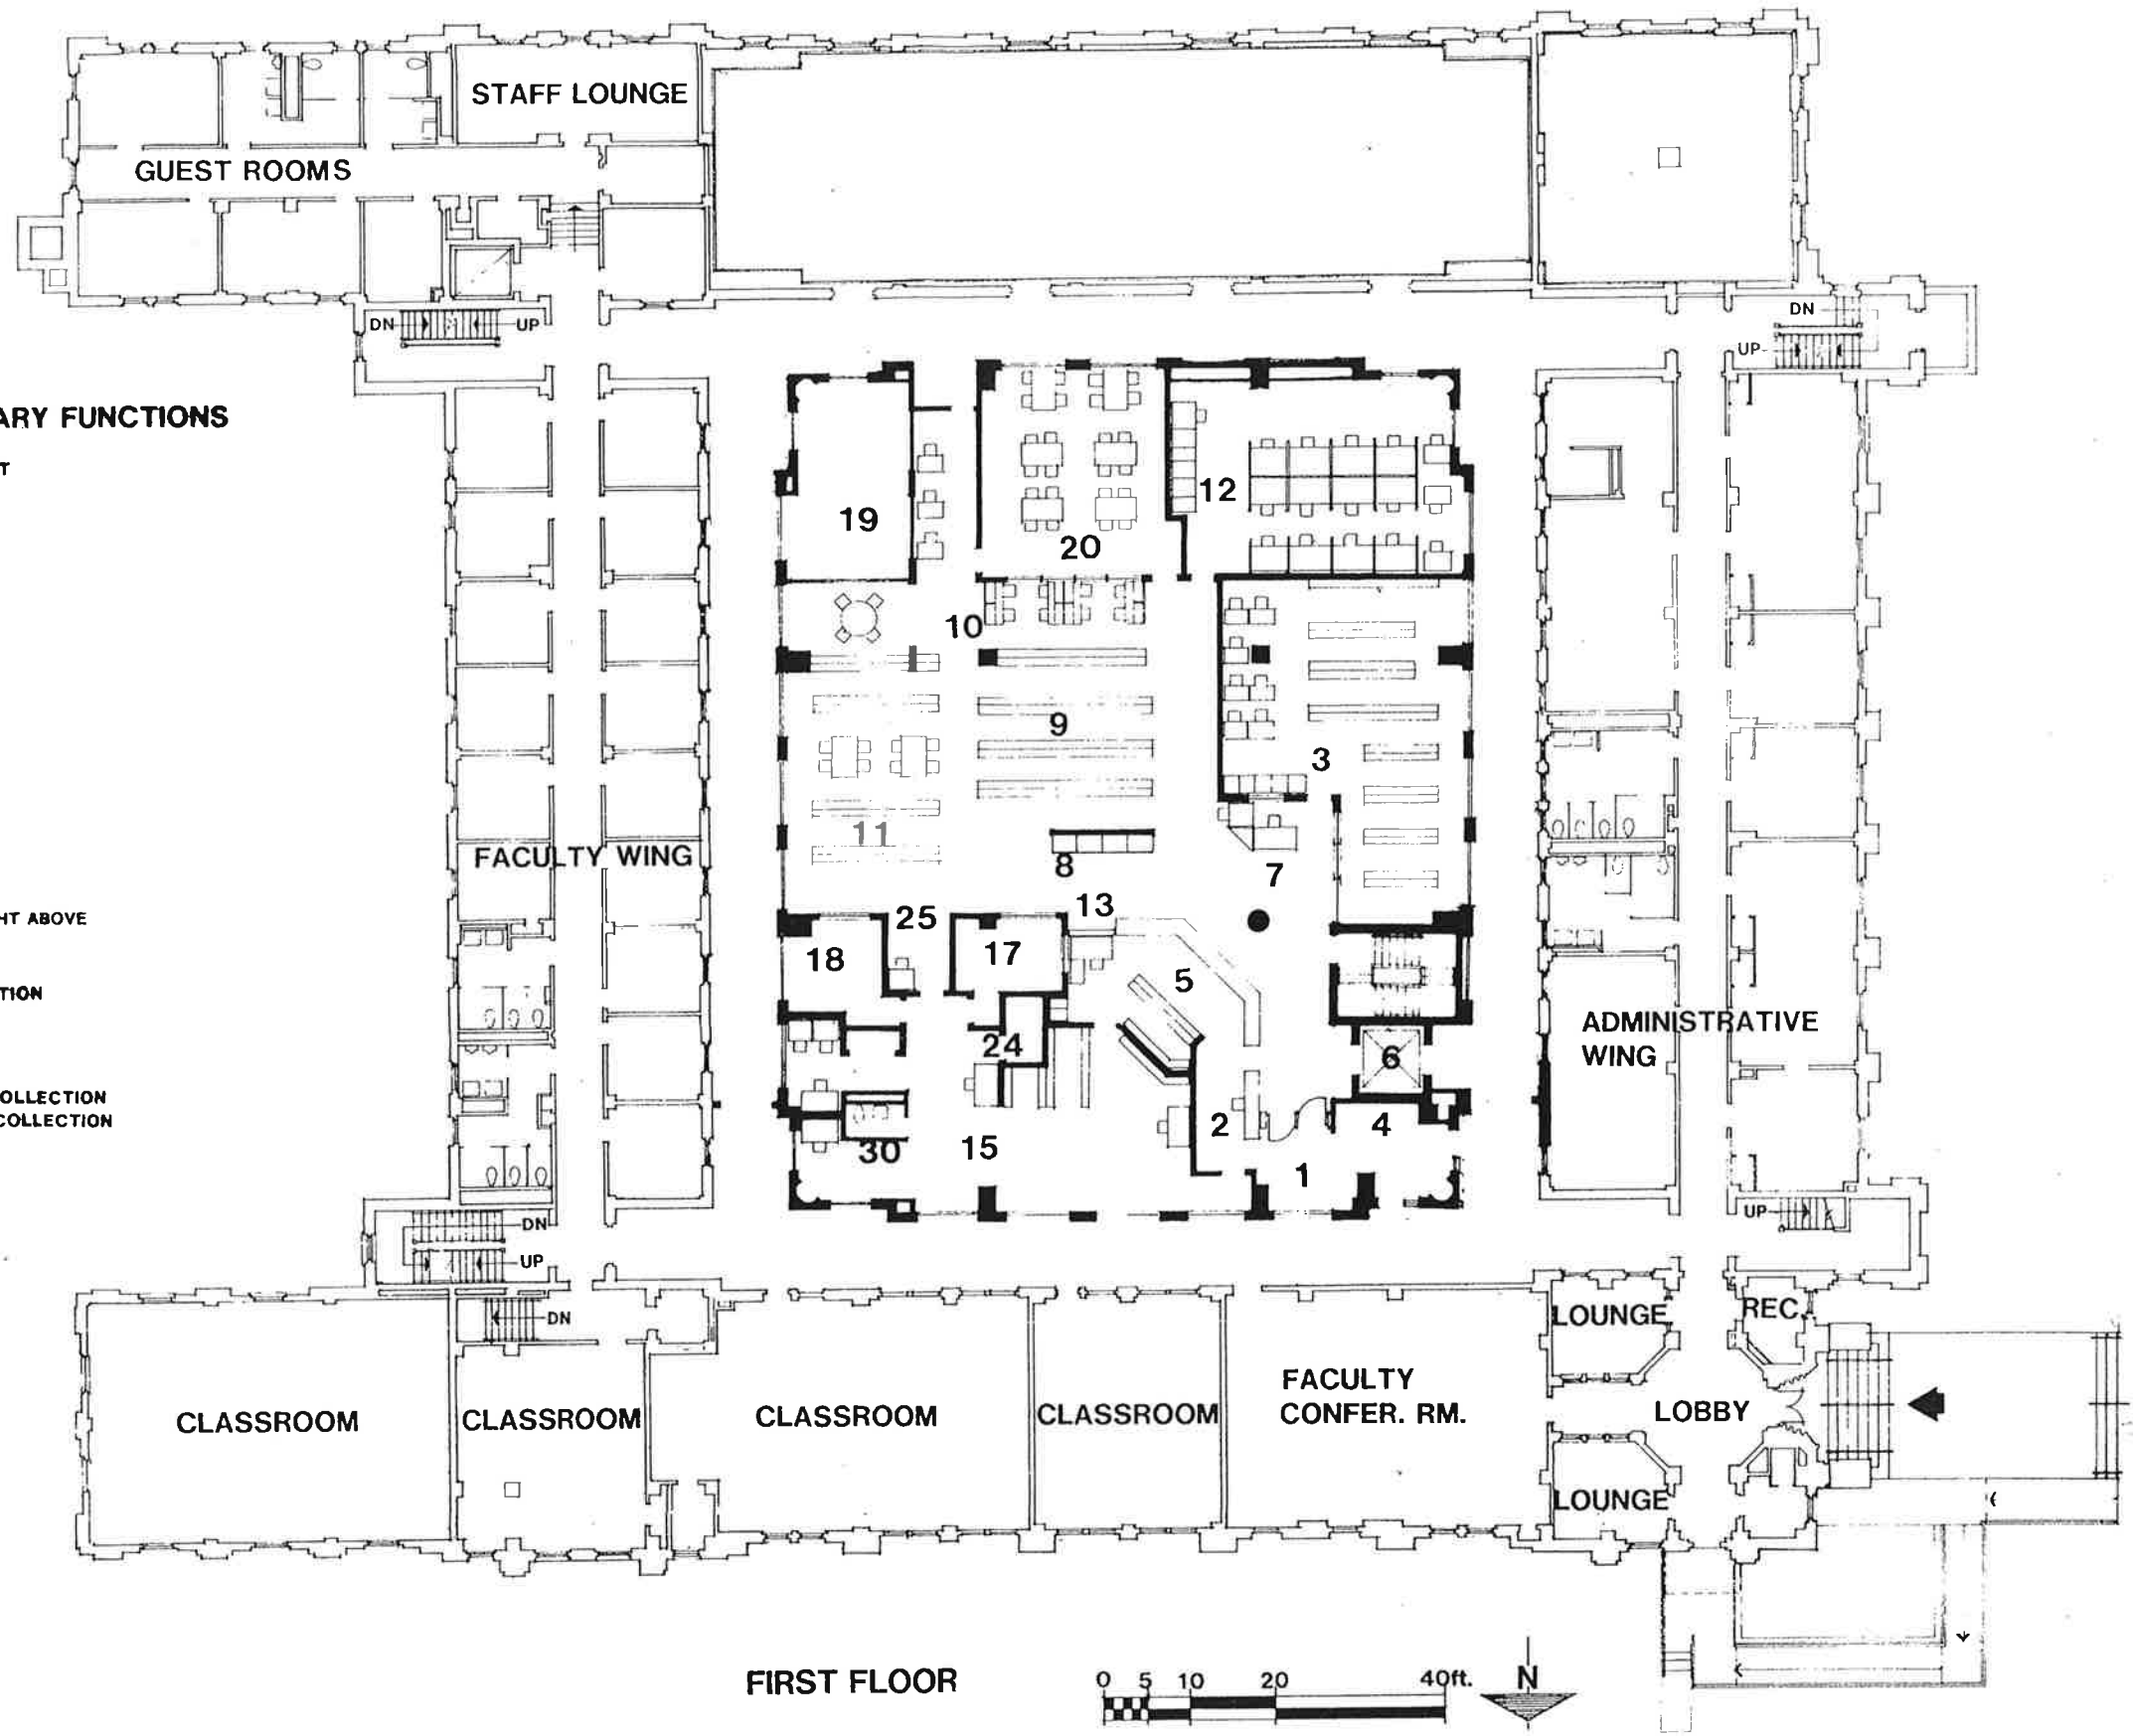 STAFF LOUNGE
GUEST ROOMS
DN
UP
DN
UP
ARY FUNCTIONS
T
12
19
20
10
9
3
11
FACULTY WING
8
7
HT ABOVE
13
25
18
17
5
TION
ADMINISTRATIVE
WING
24
6
OLLECTION
COLLECTION
2
4
30
15
1
DN
UP
UP
DN
LOUNGE
REC.
FACULTY
CONFER. RM.
CLASSROOM
CLASSROOM
CLASSROOM
CLASSROOM
LOBBY
LOUNGE
FIRST FLOOR
0 5 10 20 40ft.
N